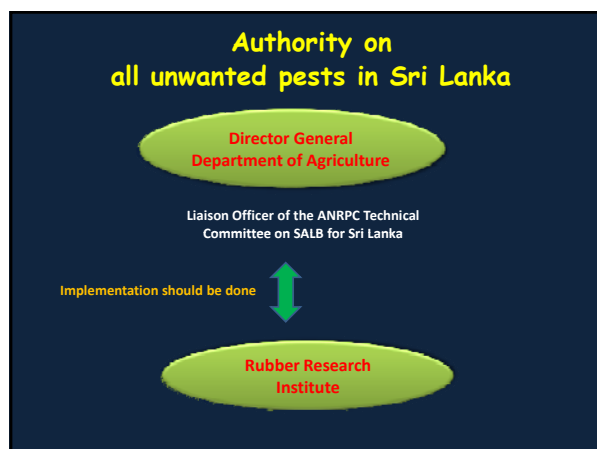 Authority on
all unwanted pests in Sri Lanka
Director General
Department of Agriculture
Liaison Officer of the ANRPC Technical
Committee on SALB for Sri Lanka
Implementation should be done
Rubber Research
Institute